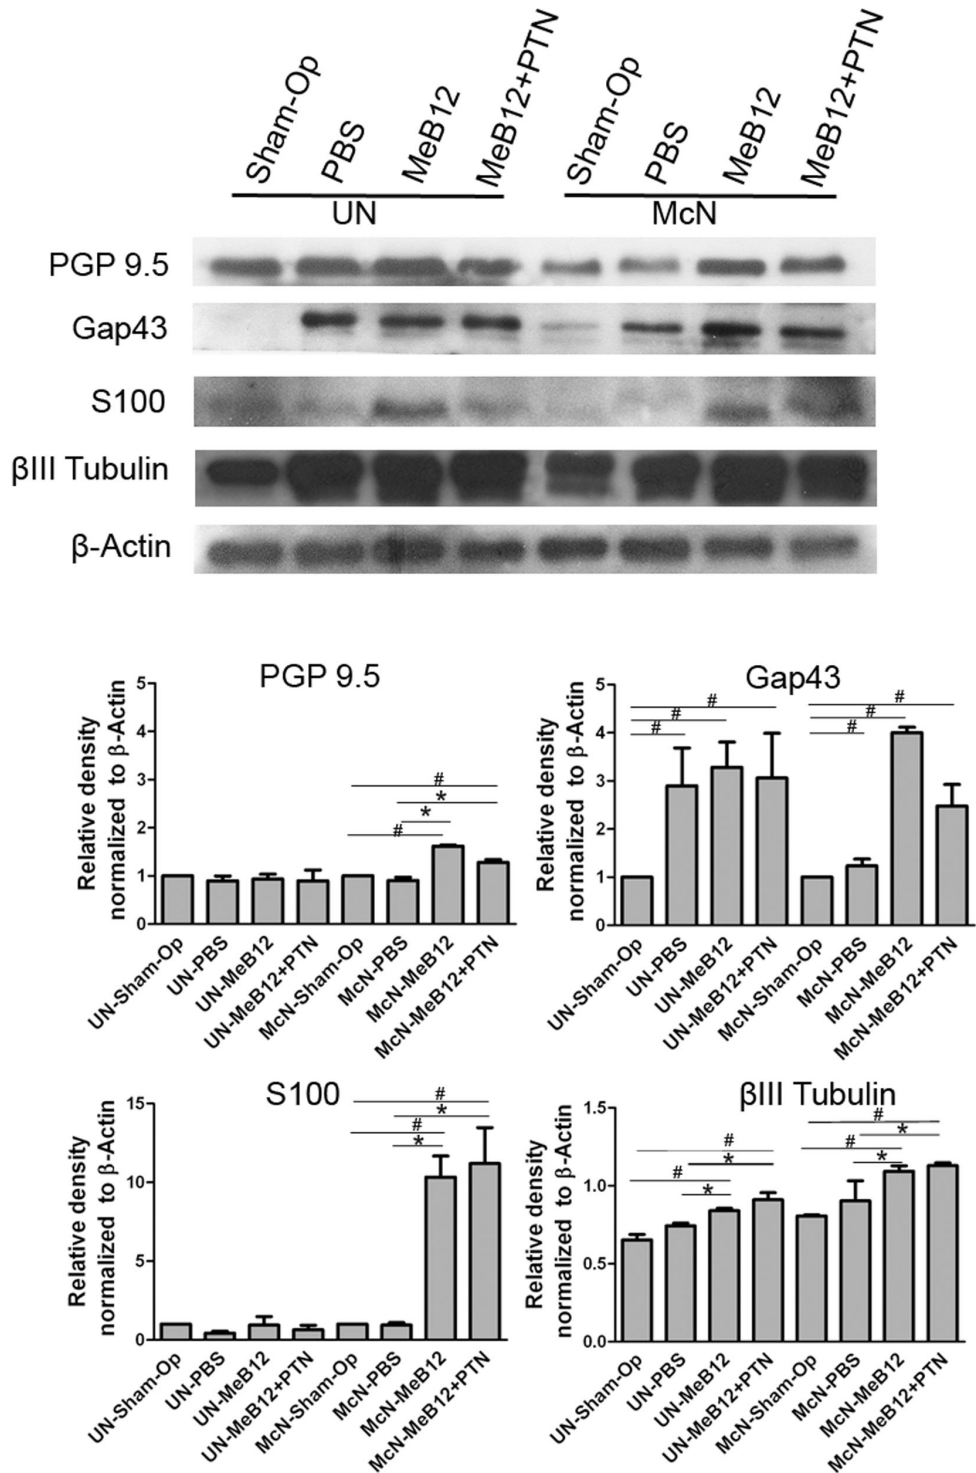 Sham-Op
PBS
MeB12
MeB12+PTN
Sham-Op
PBS
MeB12
MeB12+PTN
UN
McN
PGP 9.5
Gap43
S100
βIII Tubulin
β-Actin
PGP 9.5
Relative density
normalized to β-Actin
5
4
3
2
1
0
#
*
*
#
UN-Sham-Op
UN-PBS
UN-MeB12
UN-MeB12+PTN
McN-Sham-Op
McN-PBS
McN-MeB12
McN-MeB12+PTN
Gap43
Relative density
normalized to β-Actin
5
4
3
2
1
0
#
#
#
#
#
#
UN-Sham-Op
UN-PBS
UN-MeB12
UN-MeB12+PTN
McN-Sham-Op
McN-PBS
McN-MeB12
McN-MeB12+PTN
S100
Relative density
normalized to β-Actin
15
10
5
0
#
*
#
*
UN-Sham-Op
UN-PBS
UN-MeB12
UN-MeB12+PTN
McN-Sham-Op
McN-PBS
McN-MeB12
McN-MeB12+PTN
βIII Tubulin
Relative density
normalized to β-Actin
1.5
1.0
0.5
0.0
#
*
#
*
#
*
#
*
UN-Sham-Op
UN-PBS
UN-MeB12
UN-MeB12+PTN
McN-Sham-Op
McN-PBS
McN-MeB12
McN-MeB12+PTN